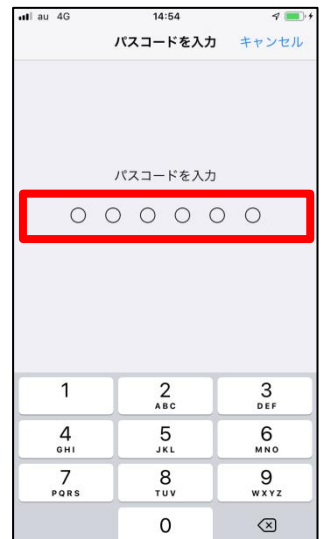 au 4G 14:54
パスコードを入力 キャンセル
パスコードを入力
1 2 3
ABC DEF
4 5 6
GHI JKL MNO
7 8 9
PQRS TUV WXYZ
0